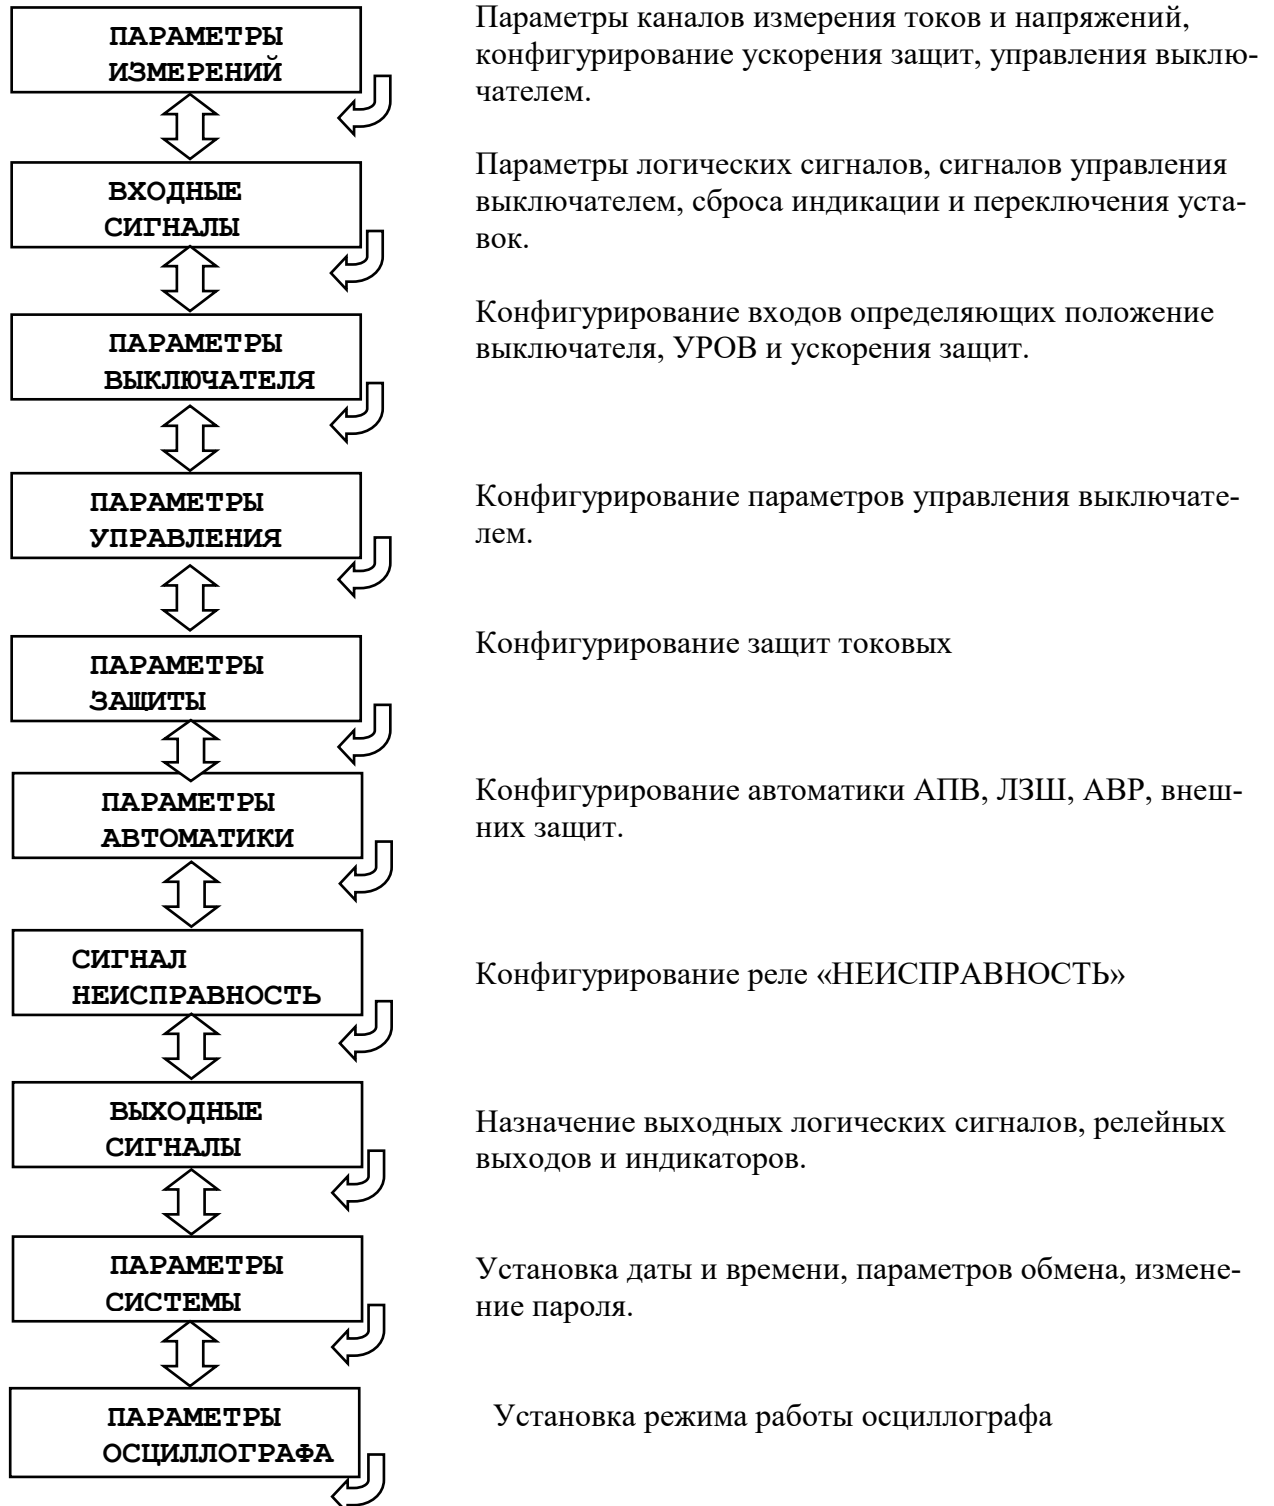 ПАРАМЕТРЫ
ИЗМЕРЕНИЙ
Параметры каналов измерения токов и напряжений,
конфигурирование ускорения защит, управления выклю-
чателем.
ВХОДНЫЕ
СИГНАЛЫ
Параметры логических сигналов, сигналов управления
выключателем, сброса индикации и переключения уста-
вок.
ПАРАМЕТРЫ
ВЫКЛЮЧАТЕЛЯ
Конфигурирование входов определяющих положение
выключателя, УРОВ и ускорения защит.
ПАРАМЕТРЫ
УПРАВЛЕНИЯ
Конфигурирование параметров управления выключате-
лем.
ПАРАМЕТРЫ
ЗАЩИТЫ
Конфигурирование защит токовых
ПАРАМЕТРЫ
АВТОМАТИКИ
Конфигурирование автоматики АПВ, ЛЗШ, АВР, внеш-
них защит.
СИГНАЛ
НЕИСПРАВНОСТЬ
Конфигурирование реле «НЕИСПРАВНОСТЬ»
ВЫХОДНЫЕ
СИГНАЛЫ
Назначение выходных логических сигналов, релейных
выходов и индикаторов.
ПАРАМЕТРЫ
СИСТЕМЫ
Установка даты и времени, параметров обмена, измене-
ние пароля.
ПАРАМЕТРЫ
ОСЦИЛЛОГРАФА
Установка режима работы осциллографа